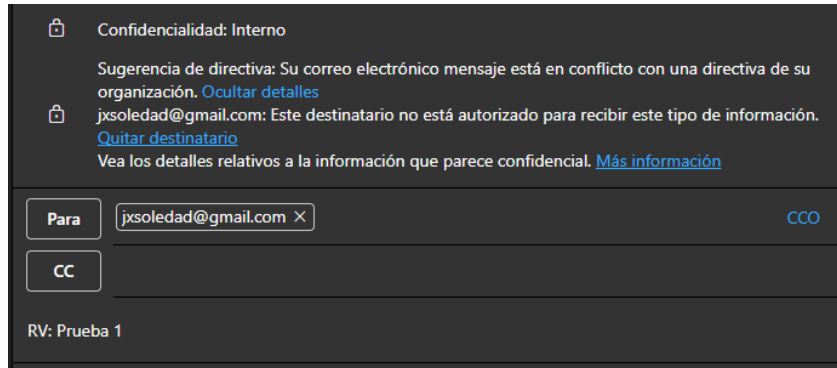 Confidencialidad: Interno
Sugerencia de directiva: Su correo electrónico mensaje está en conflicto con una directiva de su
organización. Ocultar detalles
jxsoledad@gmail.com: Este destinatario no está autorizado para recibir este tipo de información.
Quitar destinatario
Vea los detalles relativos a la información que parece confidencial. Más información
Para jxsoledad@gmail.com × CCO
CC
RV: Prueba 1